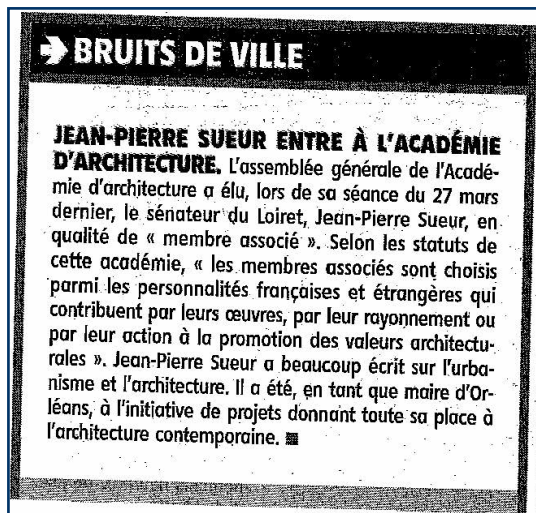 ➔ BRUITS DE VILLE
JEAN-PIERRE SUEUR ENTRE À L'ACADÉMIE
D'ARCHITECTURE. L'assemblée générale de l'Acadé-
mie d'architecture a élu, lors de sa séance du 27 mars
dernier, le sénateur du Loiret, Jean-Pierre Sueur, en
qualité de « membre associé ». Selon les statuts de
cette académie, « les membres associés sont choisis
parmi les personnalités françaises et étrangères qui
contribuent par leurs œuvres, par leur rayonnement ou
par leur action à la promotion des valeurs architectu-
rales ». Jean-Pierre Sueur a beaucoup écrit sur l'urba-
nisme et l'architecture. Il a été, en tant que maire d'Or-
léans, à l'initiative de projets donnant toute sa place à
l'architecture contemporaine. ■